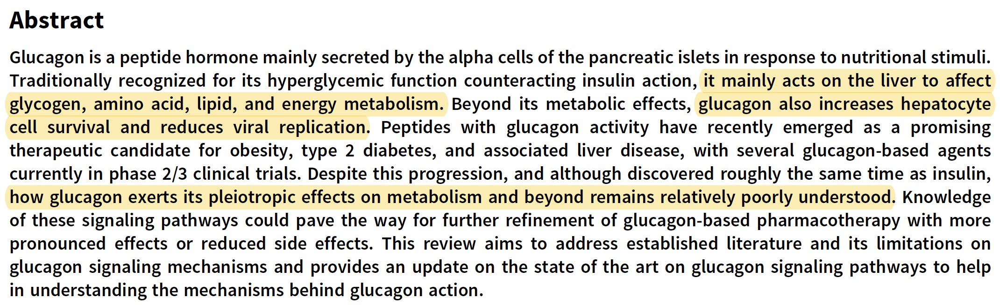 Abstract
Glucagon is a peptide hormone mainly secreted by the alpha cells of the pancreatic islets in response to nutritional stimuli.
Traditionally recognized for its hyperglycemic function counteracting insulin action, it mainly acts on the liver to affect
glycogen, amino acid, lipid, and energy metabolism. Beyond its metabolic effects, glucagon also increases hepatocyte
cell survival and reduces viral replication. Peptides with glucagon activity have recently emerged as a promising
therapeutic candidate for obesity, type 2 diabetes, and associated liver disease, with several glucagon-based agents
currently in phase 2/3 clinical trials. Despite this progression, and although discovered roughly the same time as insulin,
how glucagon exerts its pleiotropic effects on metabolism and beyond remains relatively poorly understood. Knowledge
of these signaling pathways could pave the way for further refinement of glucagon-based pharmacotherapy with more
pronounced effects or reduced side effects. This review aims to address established literature and its limitations on
glucagon signaling mechanisms and provides an update on the state of the art on glucagon signaling pathways to help
in understanding the mechanisms behind glucagon action.